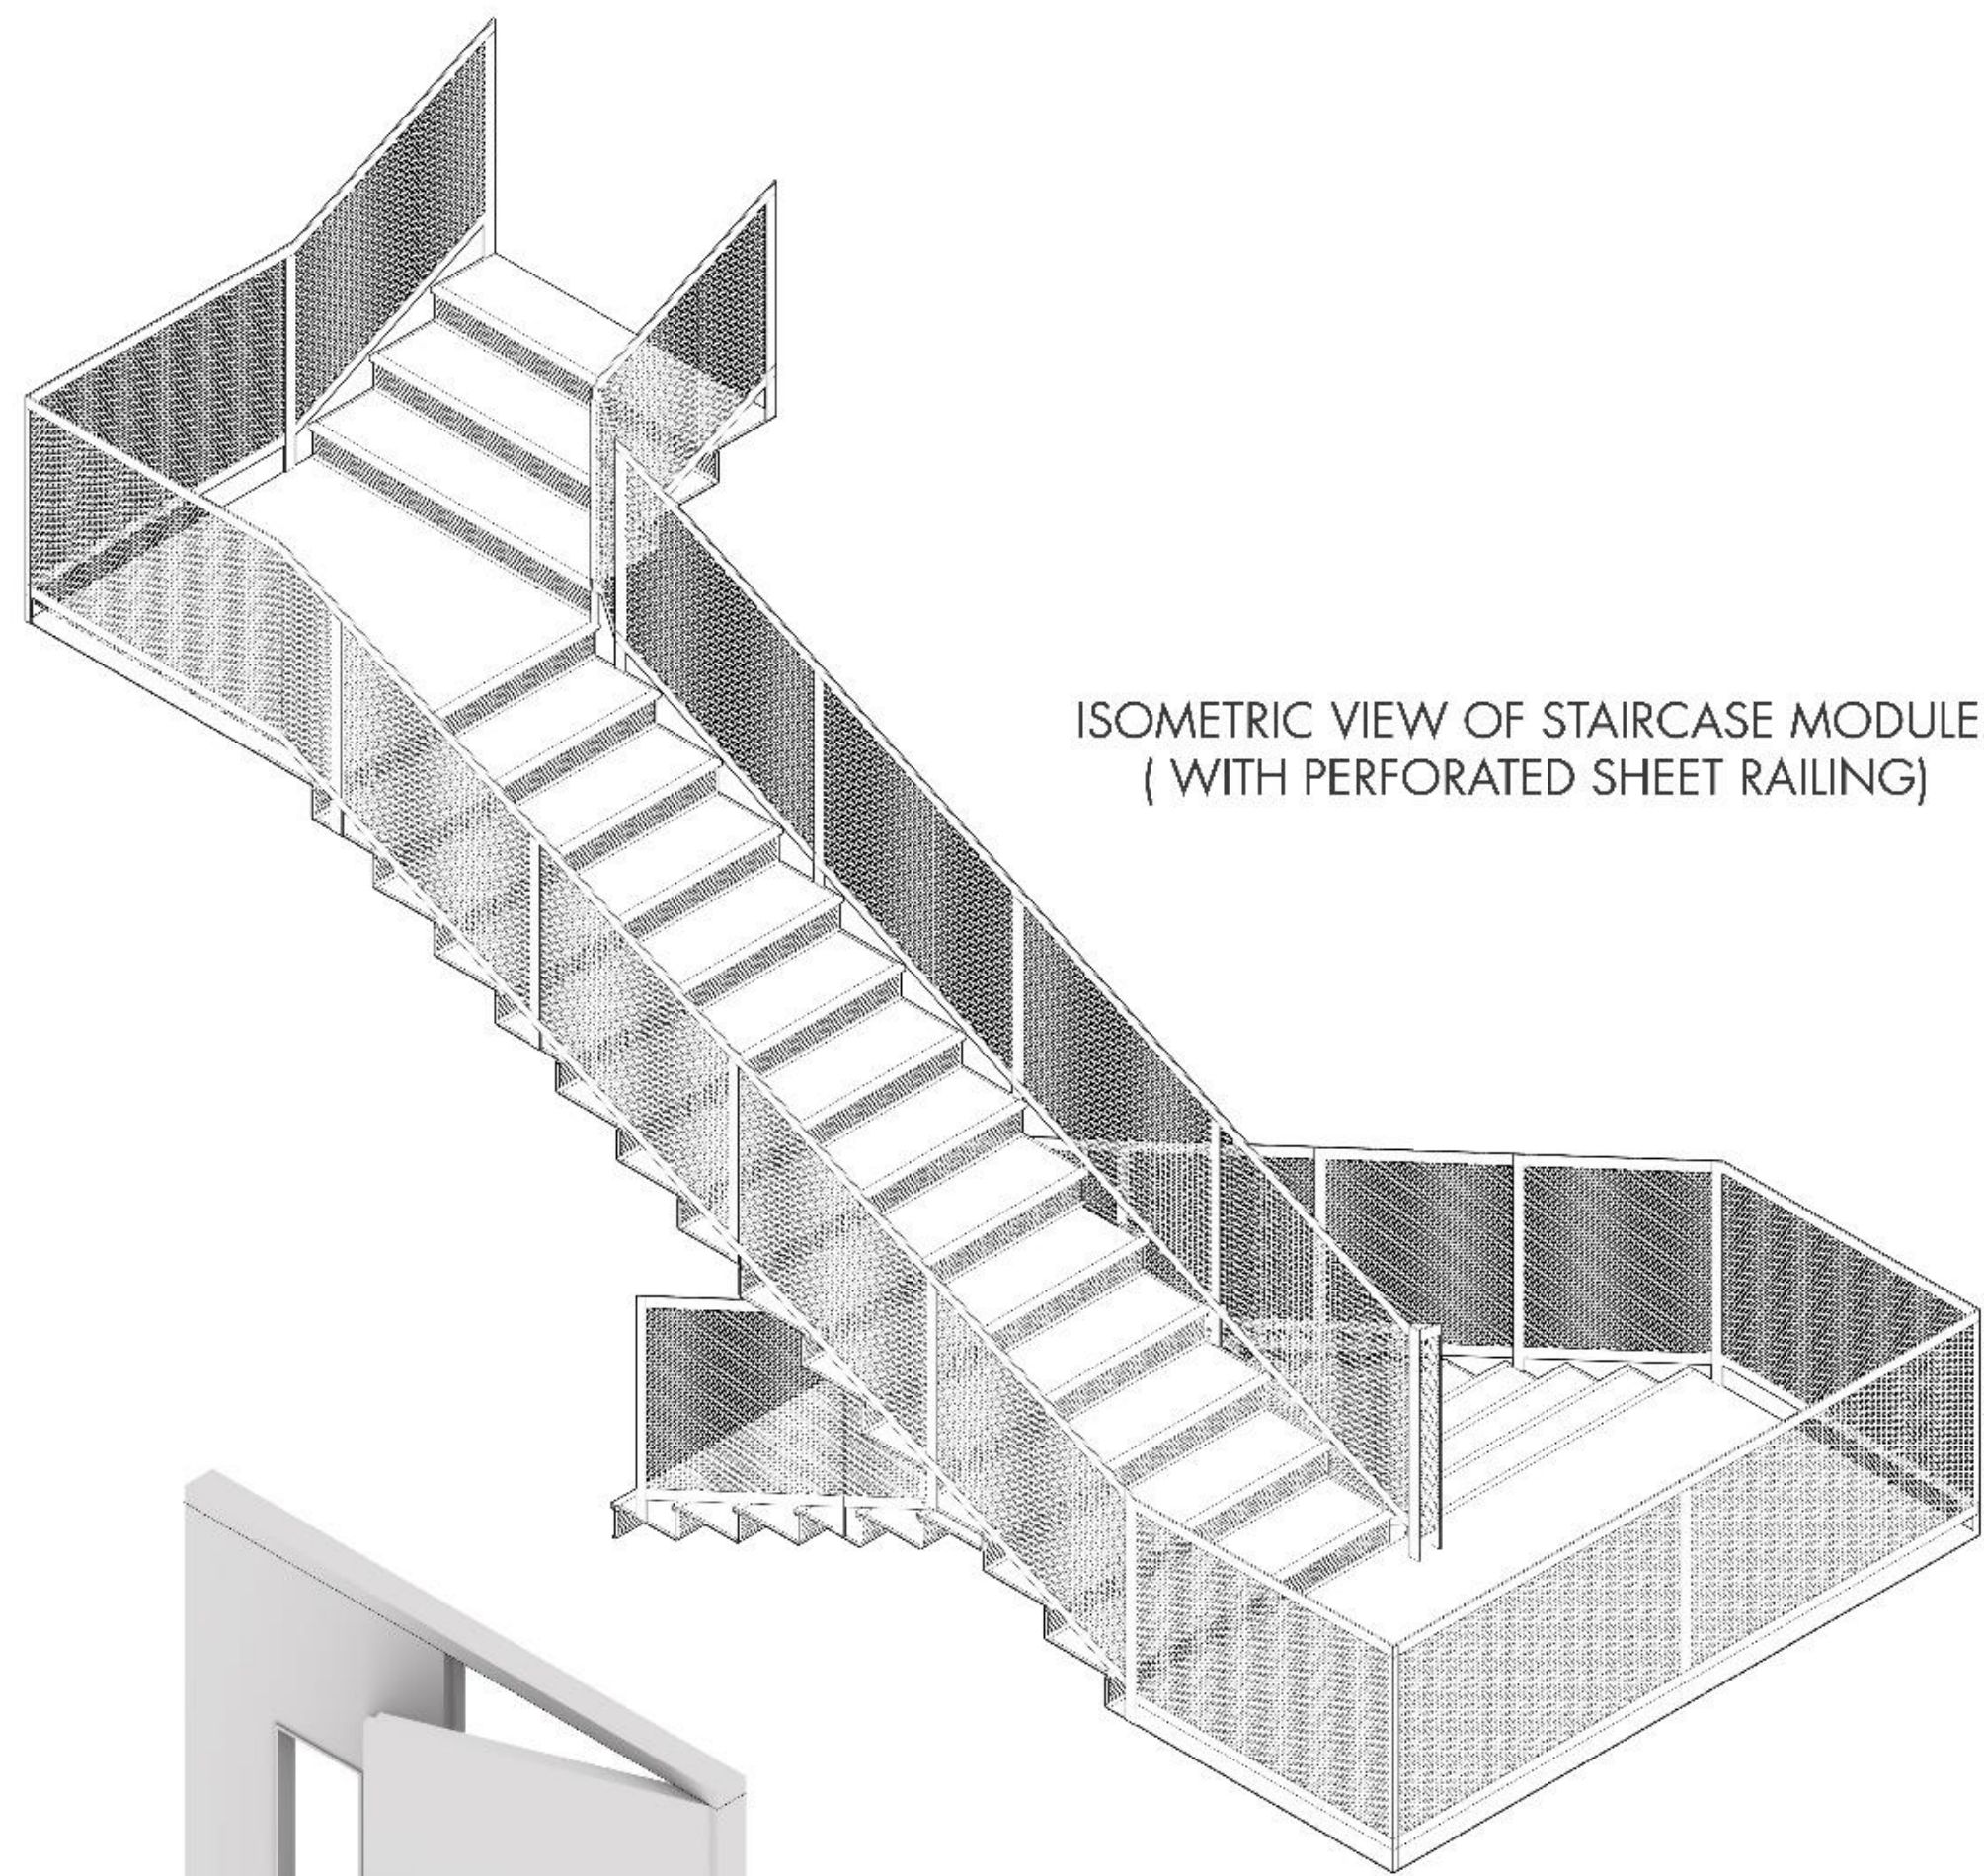 ISOMETRIC VIEW OF STAIRCASE MODULE
( WITH PERFORATED SHEET RAILING)